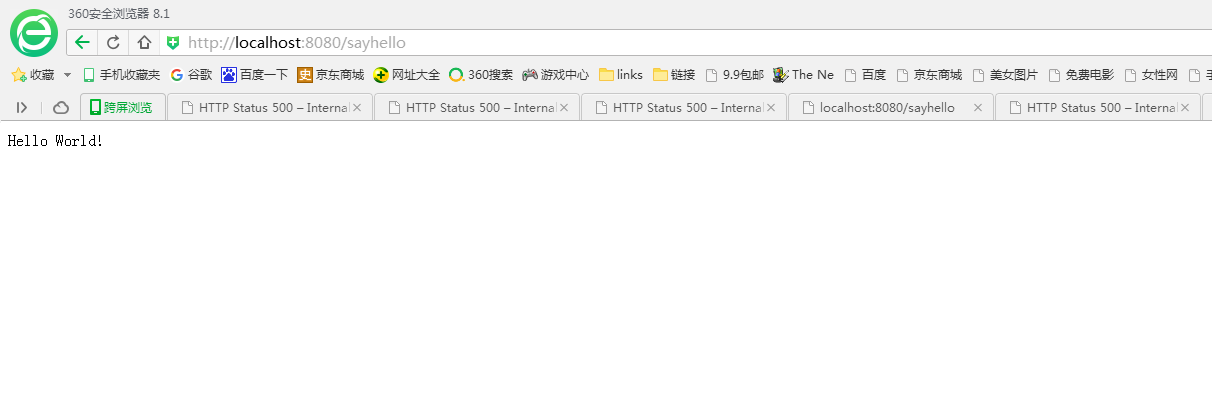 360安全浏览器 8.1
http://localhost:8080/sayhello
收藏 手机收藏夹 谷歌 百度一下 京东商城 网址大全 360搜索 游戏中心 links 链接 9.9包邮 The Ne 百度 京东商城 美女图片 免费电影 女性网 手
跨屏浏览 HTTP Status 500 – Internal HTTP Status 500 – Internal HTTP Status 500 – Internal localhost:8080/sayhello HTTP Status 500 – Internal
Hello World!